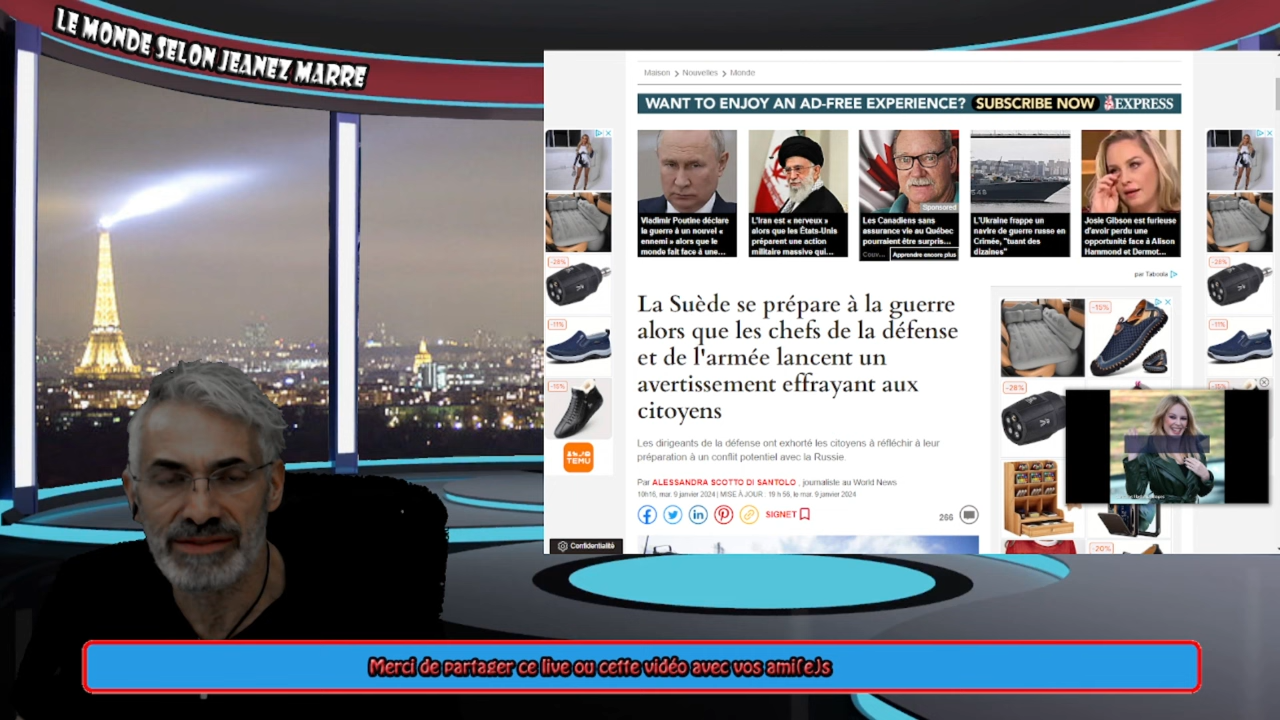 LE MONDE SELON JEANEZ MARRE
Maison > Nouvelles > Monde
WANT TO ENJOY AN AD-FREE EXPERIENCE? SUBSCRIBE NOW EXPRESS
Vladimir Poutine déclare
la guerre à un nouvel «
ennemi » alors que le
monde fait face à une...
L'Iran est « nerveux »
alors que les États-Unis
préparent une action
militaire massive qui...
Sponsored
Les Canadiens sans
assurance vie au Québec
pourraient être surpris...
Couv... Apprendre encore plus
L'Ukraine frappe un
navire de guerre russe en
Crimée, "tuant des
dizaines"
Josie Gibson est furieuse
d'avoir perdu une
opportunité face à Alison
Hammond et Dermot...
par Taboola
La Suède se prépare à la guerre
alors que les chefs de la défense
et de l'armée lancent un
avertissement effrayant aux
citoyens
Les dirigeants de la défense ont exhorté les citoyens à réfléchir à leur
préparation à un conflit potentiel avec la Russie.
Par ALESSANDRA SCOTTO DI SANTOLO , journaliste au World News
10h16, mar. 9 janvier 2024 | MISE À JOUR : 19 h 56, le mar. 9 janvier 2024
SIGNET
266
Confidentialité
-28%
-11%
-15%
TEMU
-15%
-28%
-20%
-28%
-11%
-15%
Merci de partager ce live ou cette vidéo avec vos ami(e)s